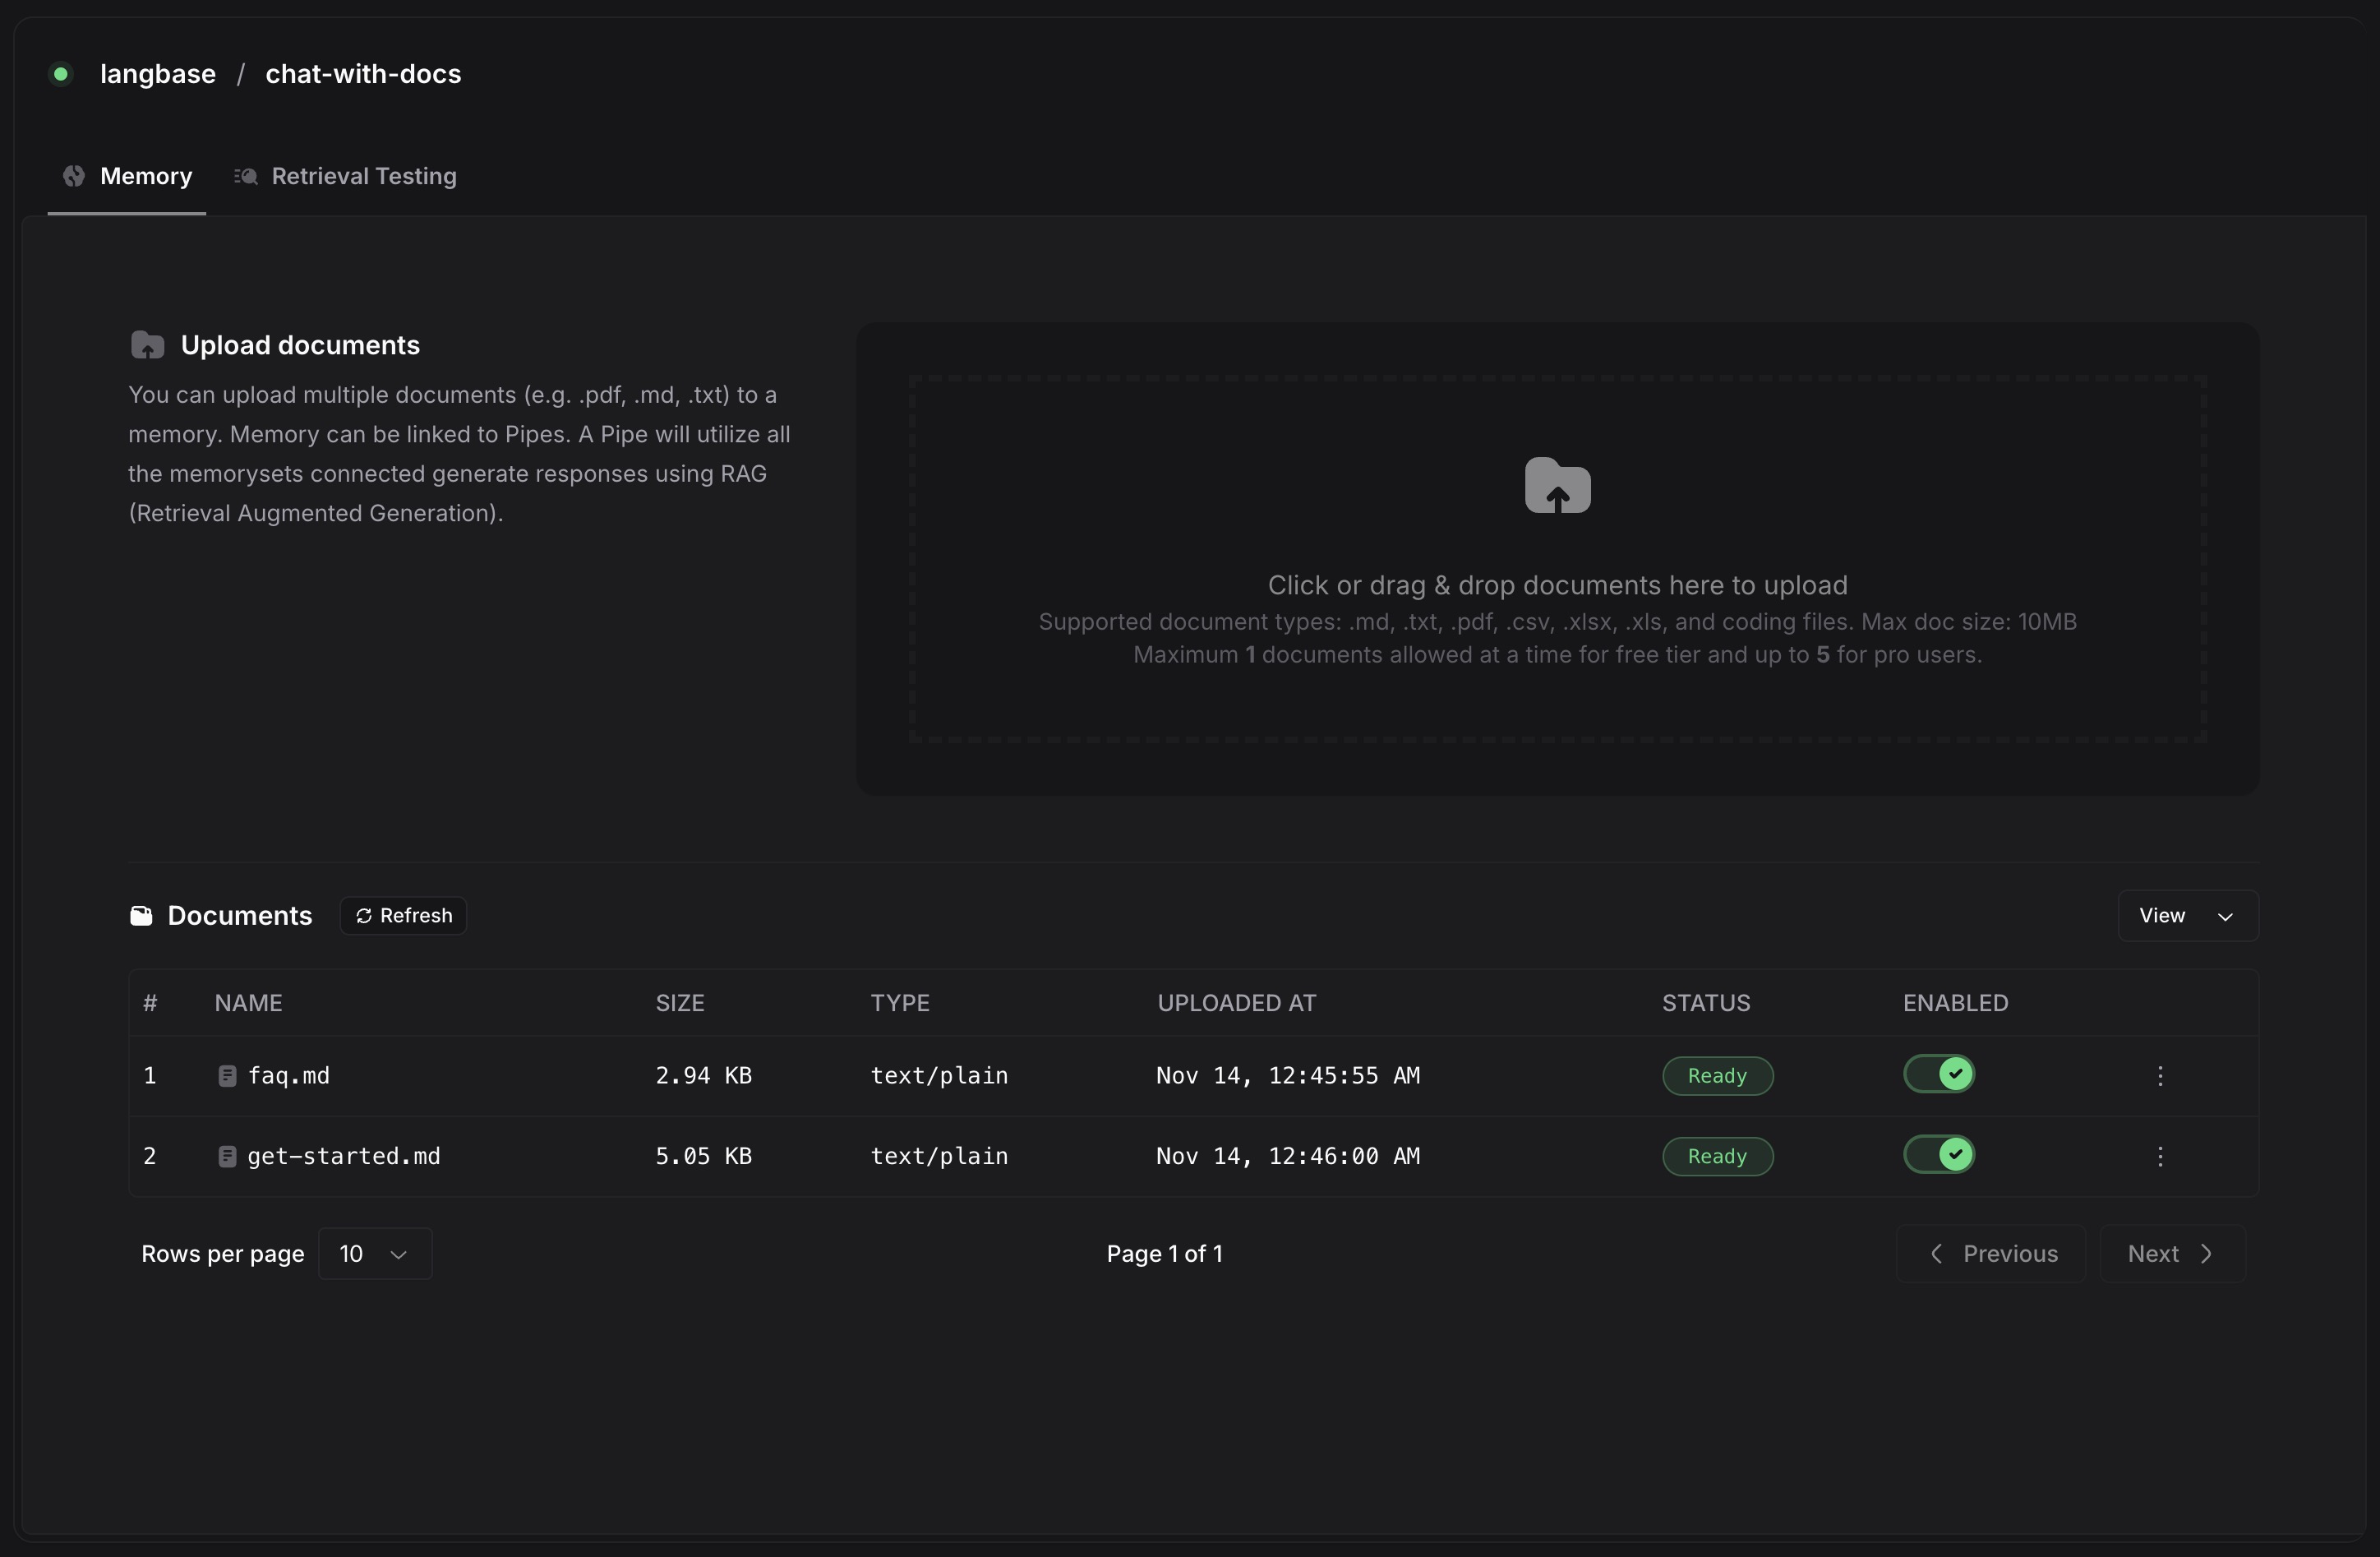 langbase / chat-with-docs
Memory
Retrieval Testing
Upload documents
You can upload multiple documents (e.g. .pdf, .md, .txt) to a
memory. Memory can be linked to Pipes. A Pipe will utilize all
the memorysets connected generate responses using RAG
(Retrieval Augmented Generation).
Click or drag & drop documents here to upload
Supported document types: .md, .txt, .pdf, .csv, .xlsx, .xls, and coding files. Max doc size: 10MB
Maximum 1 documents allowed at a time for free tier and up to 5 for pro users.
Documents
Refresh
View
# NAME SIZE TYPE UPLOADED AT STATUS ENABLED
1 faq.md 2.94 KB text/plain Nov 14, 12:45:55 AM Ready
2 get-started.md 5.05 KB text/plain Nov 14, 12:46:00 AM Ready
Rows per page 10
Page 1 of 1
Previous
Next